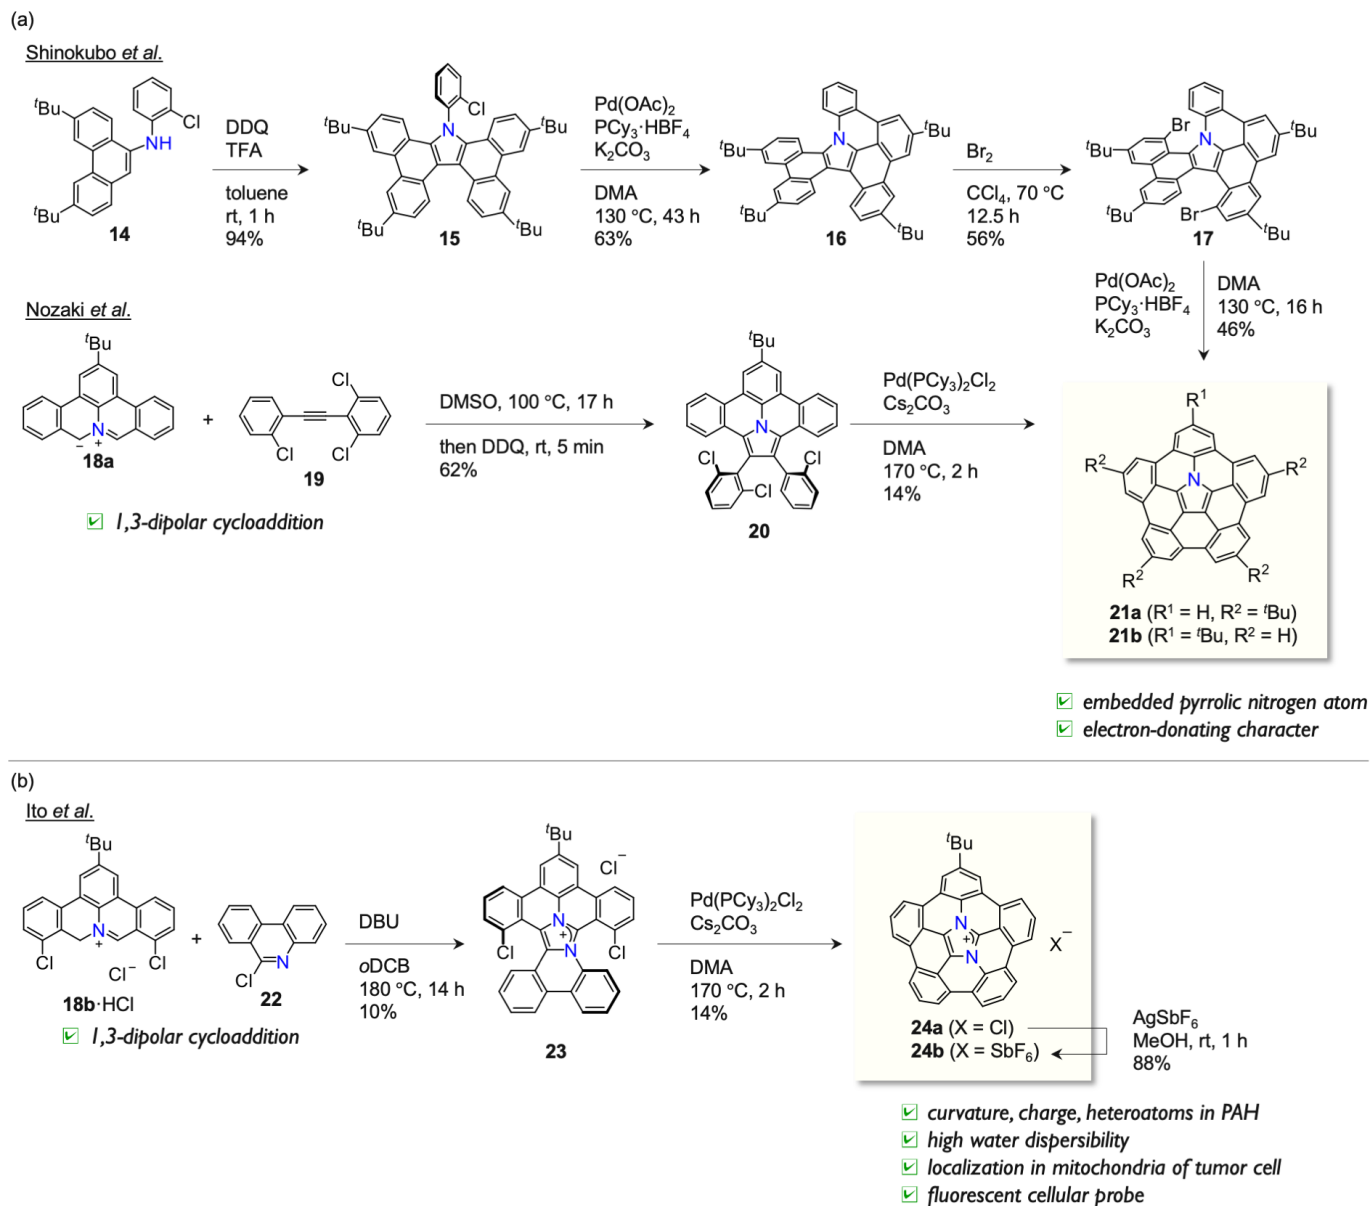 (a)
Shinokubo et al.
tBu
Cl
NH
tBu
14
DDQ
TFA
toluene
rt, 1 h
94%
Cl
N
tBu
tBu
tBu
tBu
15
Pd(OAc)2
PCy3·HBF4
K2CO3
DMA
130 °C, 43 h
63%
N
tBu
tBu
tBu
tBu
16
Br2
CCl4, 70 °C
12.5 h
56%
Br
N
tBu
tBu
tBu
Br
tBu
17
Pd(OAc)2
PCy3·HBF4
K2CO3
DMA
130 °C, 16 h
46%
Nozaki et al.
tBu
N
− +
18a
+
Cl
Cl
Cl
19
1,3-dipolar cycloaddition
DMSO, 100 °C, 17 h
then DDQ, rt, 5 min
62%
tBu
N
Cl
Cl
Cl
20
Pd(PCy3)2Cl2
Cs2CO3
DMA
170 °C, 2 h
14%
R1
R2
N
R2
R2
R2
21a (R1 = H, R2 = tBu)
21b (R1 = tBu, R2 = H)
embedded pyrrolic nitrogen atom
electron-donating character
(b)
Ito et al.
tBu
N
+
Cl
Cl−
Cl
18b·HCl
+
Cl
N
22
1,3-dipolar cycloaddition
DBU
oDCB
180 °C, 14 h
10%
tBu
Cl−
N
Cl
+
Cl
N
23
Pd(PCy3)2Cl2
Cs2CO3
DMA
170 °C, 2 h
14%
tBu
N
+
N
X−
24a (X = Cl)
24b (X = SbF6)
AgSbF6
MeOH, rt, 1 h
88%
curvature, charge, heteroatoms in PAH
high water dispersibility
localization in mitochondria of tumor cell
fluorescent cellular probe